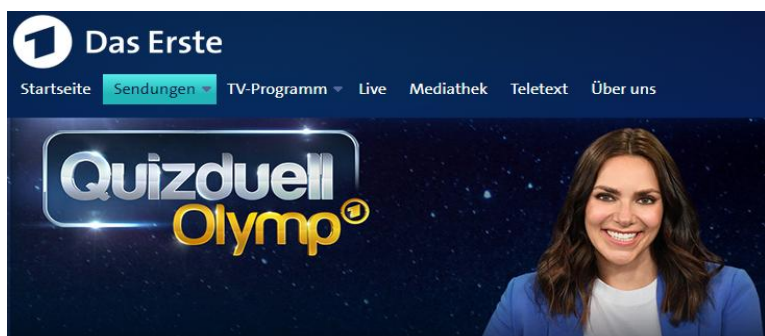 Das Erste
Startseite Sendungen TV-Programm Live Mediathek Teletext Über uns
Quizduell
Olymp